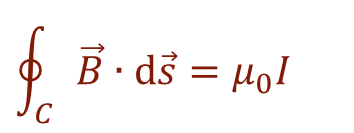 ∮_C B⃗ · ds⃗ = μ₀I